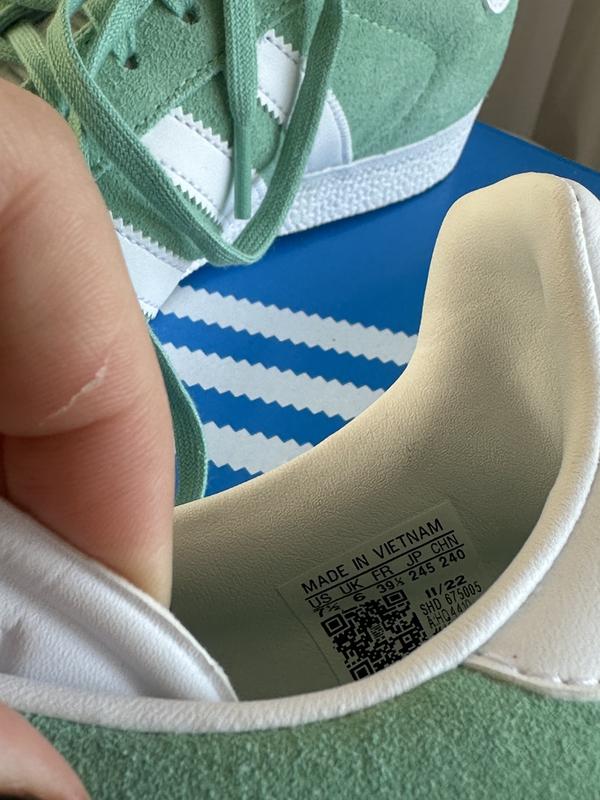 MADE IN VIETNAM
US UK FR JP CHN
7½ 6 39⅓ 245 240
11/22
SHD 675005